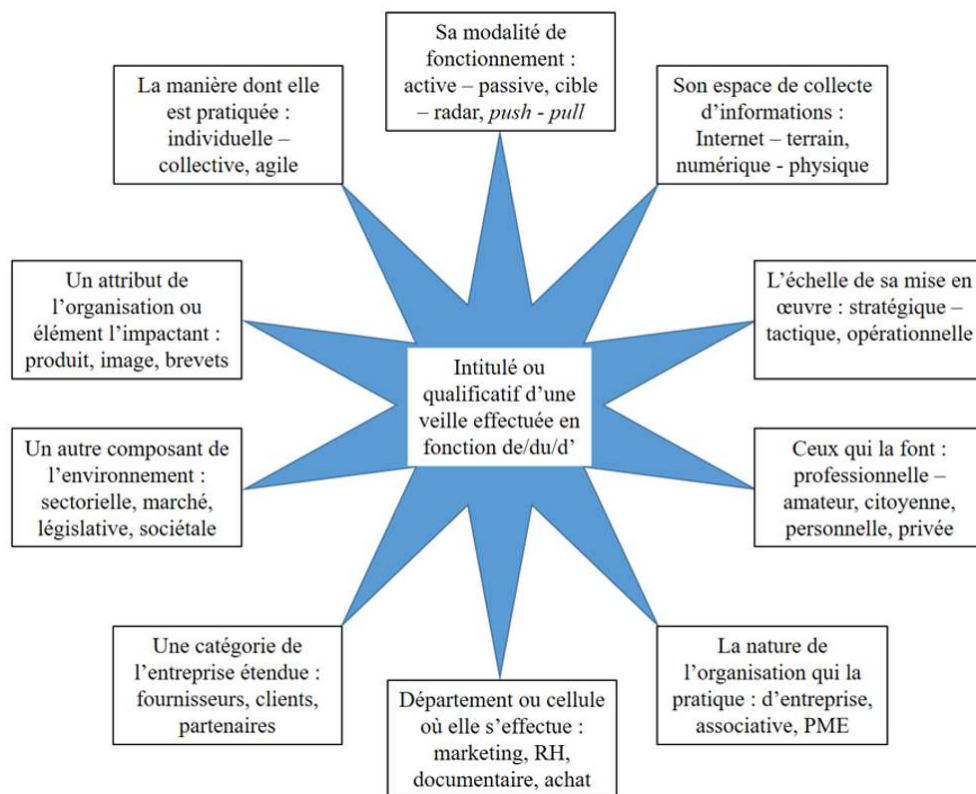 Sa modalité de
fonctionnement :
active – passive, cible
– radar, push - pull
La manière dont elle
est pratiquée :
individuelle –
collective, agile
Son espace de collecte
d’informations :
Internet – terrain,
numérique - physique
Un attribut de
l’organisation ou
élément l’impactant :
produit, image, brevets
L’échelle de sa mise en
œuvre : stratégique –
tactique, opérationnelle
Intitulé ou
qualificatif d’une
veille effectuée en
fonction de/du/d’
Un autre composant de
l’environnement :
sectorielle, marché,
législative, sociétale
Ceux qui la font :
professionnelle –
amateur, citoyenne,
personnelle, privée
Une catégorie de
l’entreprise étendue :
fournisseurs, clients,
partenaires
Département ou cellule
où elle s’effectue :
marketing, RH,
documentaire, achat
La nature de
l’organisation qui la
pratique : d’entreprise,
associative, PME